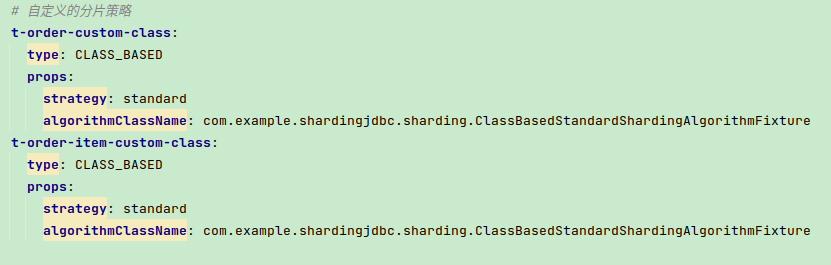 # 自定义的分片策略
t-order-custom-class:
  type: CLASS_BASED
  props:
    strategy: standard
    algorithmClassName: com.example.shardingjdbc.sharding.ClassBasedStandardShardingAlgorithmFixture
t-order-item-custom-class:
  type: CLASS_BASED
  props:
    strategy: standard
    algorithmClassName: com.example.shardingjdbc.sharding.ClassBasedStandardShardingAlgorithmFixture